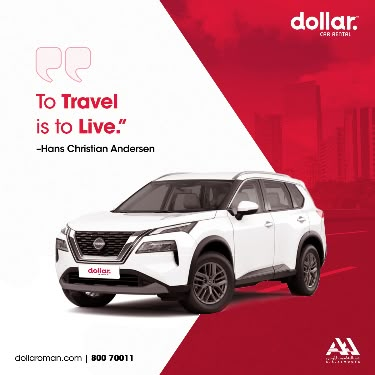 dollar.
CAR RENTAL
To Travel
is to Live.”
–Hans Christian Andersen
dollar.
dollaroman.com | 800 70011